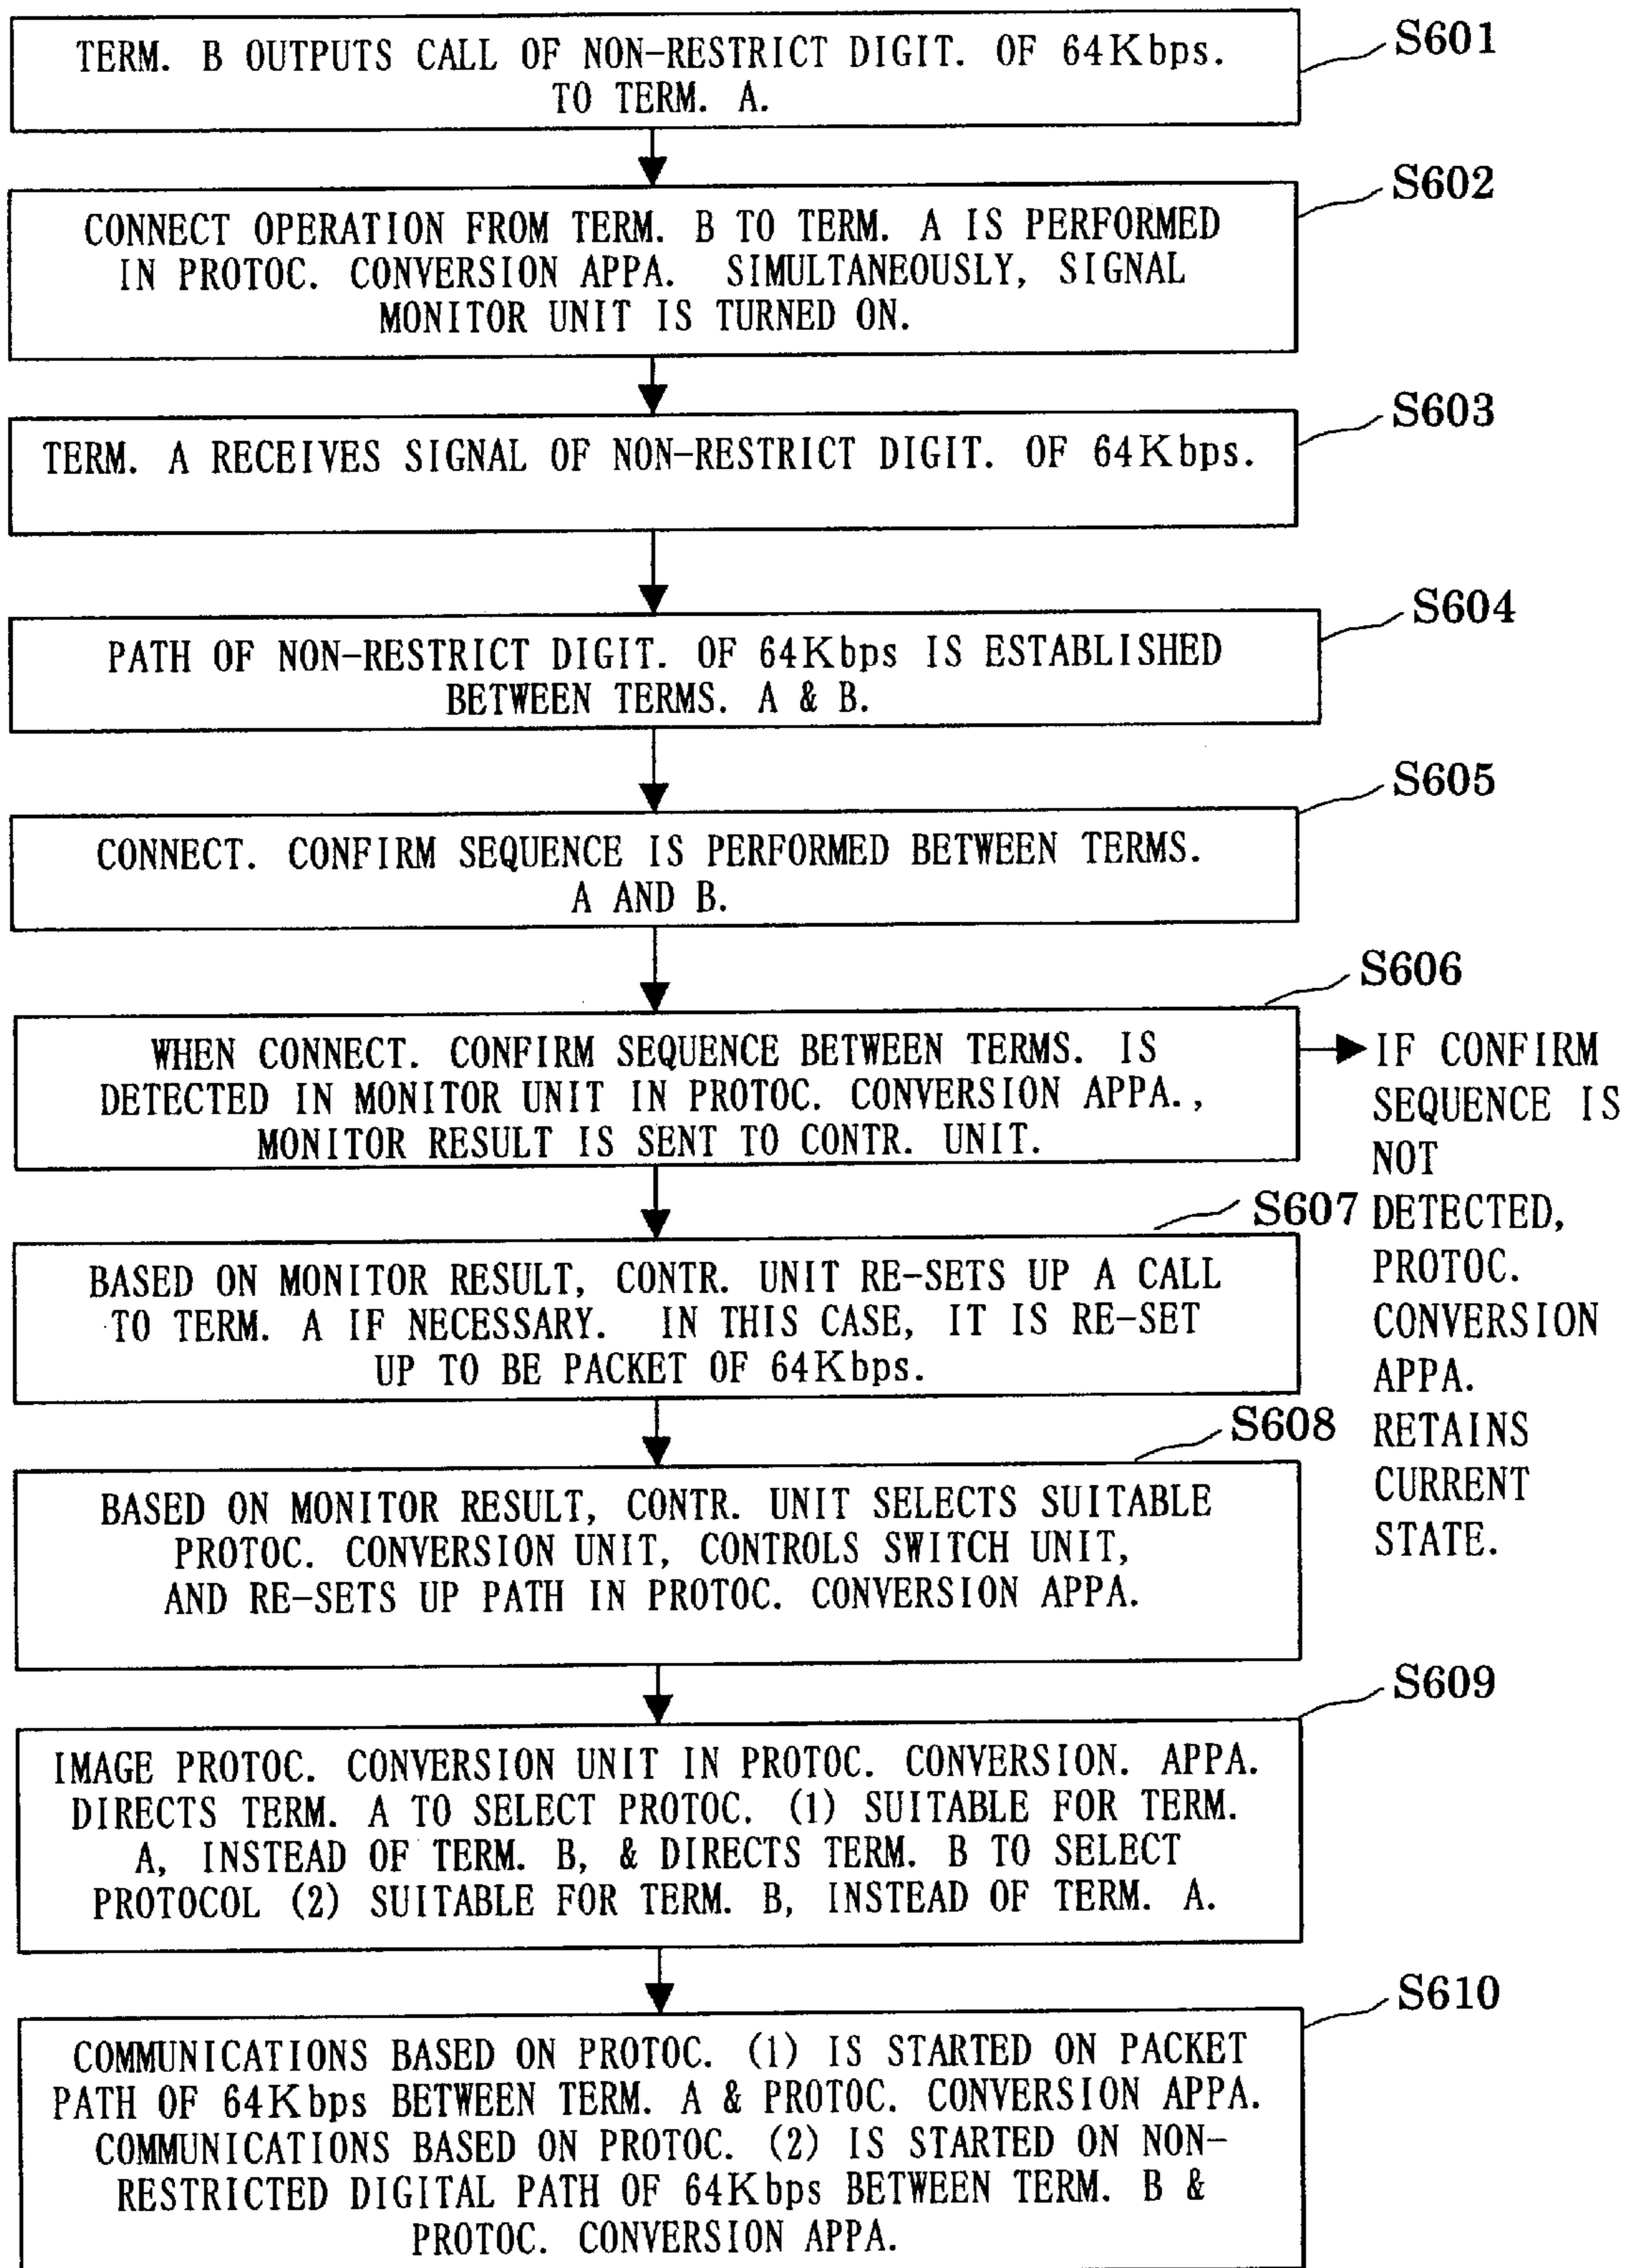 TERM. B OUTPUTS CALL OF NON-RESTRICT DIGIT. OF 64Kbps.
TO TERM. A.
S601
CONNECT OPERATION FROM TERM. B TO TERM. A IS PERFORMED
IN PROTOC. CONVERSION APPA. SIMULTANEOUSLY, SIGNAL
MONITOR UNIT IS TURNED ON.
S602
TERM. A RECEIVES SIGNAL OF NON-RESTRICT DIGIT. OF 64Kbps.
S603
PATH OF NON-RESTRICT DIGIT. OF 64Kbps IS ESTABLISHED
BETWEEN TERMS. A & B.
S604
CONNECT. CONFIRM SEQUENCE IS PERFORMED BETWEEN TERMS.
A AND B.
S605
WHEN CONNECT. CONFIRM SEQUENCE BETWEEN TERMS. IS
DETECTED IN MONITOR UNIT IN PROTOC. CONVERSION APPA.,
MONITOR RESULT IS SENT TO CONTR. UNIT.
S606
IF CONFIRM
SEQUENCE IS
NOT
DETECTED,
PROTOC.
CONVERSION
APPA.
RETAINS
CURRENT
STATE.
BASED ON MONITOR RESULT, CONTR. UNIT RE-SETS UP A CALL
TO TERM. A IF NECESSARY. IN THIS CASE, IT IS RE-SET
UP TO BE PACKET OF 64Kbps.
S607
BASED ON MONITOR RESULT, CONTR. UNIT SELECTS SUITABLE
PROTOC. CONVERSION UNIT, CONTROLS SWITCH UNIT,
AND RE-SETS UP PATH IN PROTOC. CONVERSION APPA.
S608
IMAGE PROTOC. CONVERSION UNIT IN PROTOC. CONVERSION. APPA.
DIRECTS TERM. A TO SELECT PROTOC. (1) SUITABLE FOR TERM.
A, INSTEAD OF TERM. B, & DIRECTS TERM. B TO SELECT
PROTOCOL (2) SUITABLE FOR TERM. B, INSTEAD OF TERM. A.
S609
COMMUNICATIONS BASED ON PROTOC. (1) IS STARTED ON PACKET
PATH OF 64Kbps BETWEEN TERM. A & PROTOC. CONVERSION APPA.
COMMUNICATIONS BASED ON PROTOC. (2) IS STARTED ON NON-
RESTRICTED DIGITAL PATH OF 64Kbps BETWEEN TERM. B &
PROTOC. CONVERSION APPA.
S610